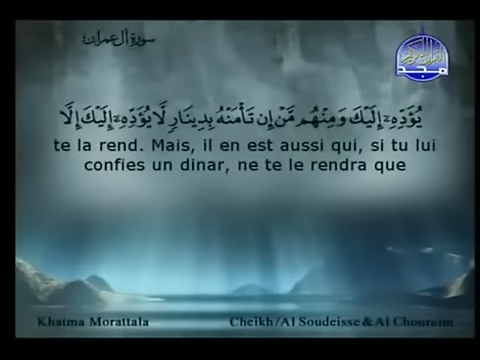 سورة آل عمران
المجد
يُؤَدِّهِ إِلَيْكَ وَمِنْهُم مَّنْ إِن تَأْمَنْهُ بِدِينَارٍ لَّا يُؤَدِّهِ إِلَيْكَ إِلَّا
te la rend. Mais, il en est aussi qui, si tu lui
confies un dinar, ne te le rendra que
Khatma Morattala
Cheikh/Al Soudeisse & Al Chouraim